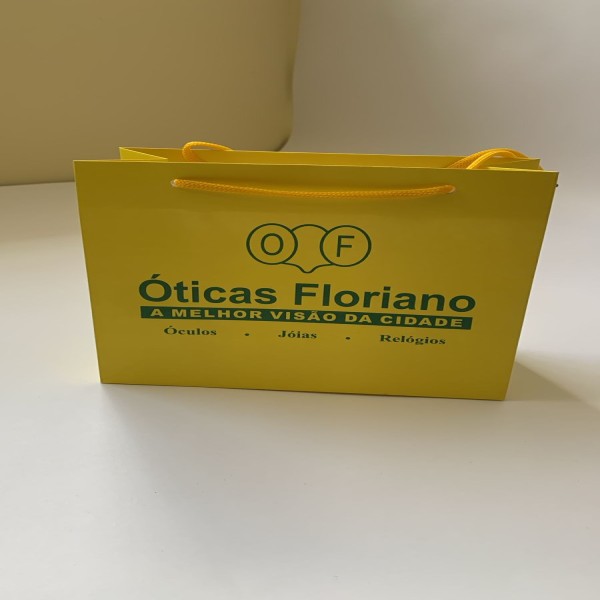 O F
Óticas Floriano
A MELHOR VISÃO DA CIDADE
Óculos . Jóias . Relógios